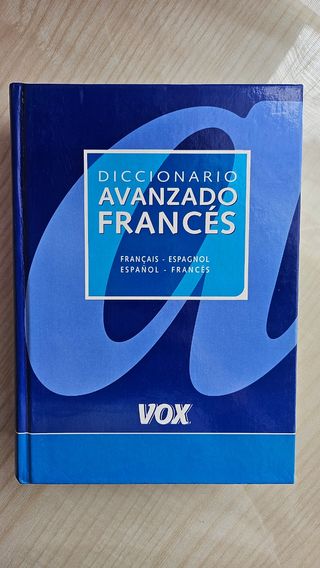 DICCIONARIO
AVANZADO
FRANCÉS
FRANÇAIS - ESPAGNOL
ESPAÑOL - FRANCÉS
VOX